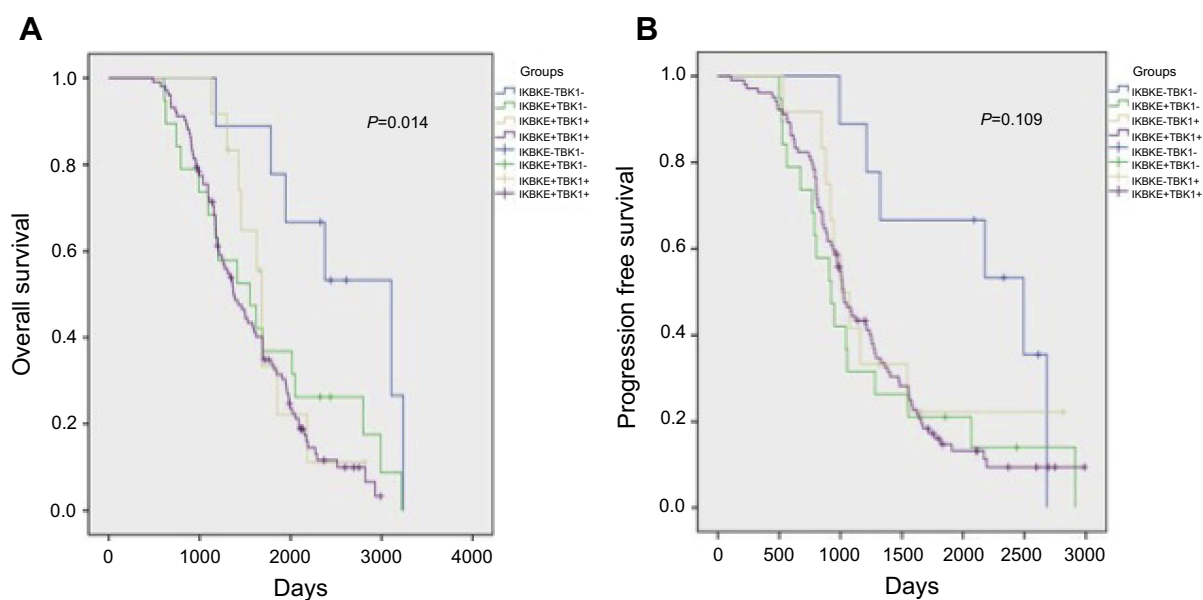 A
Overall survival
1.0
0.8
0.6
0.4
0.2
0.0
P=0.014
0 1000 2000 3000 4000
Days
Groups
IKBKE-TBK1-
IKBKE+TBK1-
IKBKE+TBK1+
IKBKE+TBK1+
IKBKE-TBK1-
IKBKE+TBK1-
IKBKE+TBK1+
IKBKE+TBK1+
B
Progression free survival
1.0
0.8
0.6
0.4
0.2
0.0
P=0.109
0 500 1000 1500 2000 2500 3000
Days
Groups
IKBKE-TBK1-
IKBKE+TBK1-
IKBKE-TBK1+
IKBKE+TBK1+
IKBKE-TBK1-
IKBKE+TBK1-
IKBKE-TBK1+
IKBKE+TBK1+